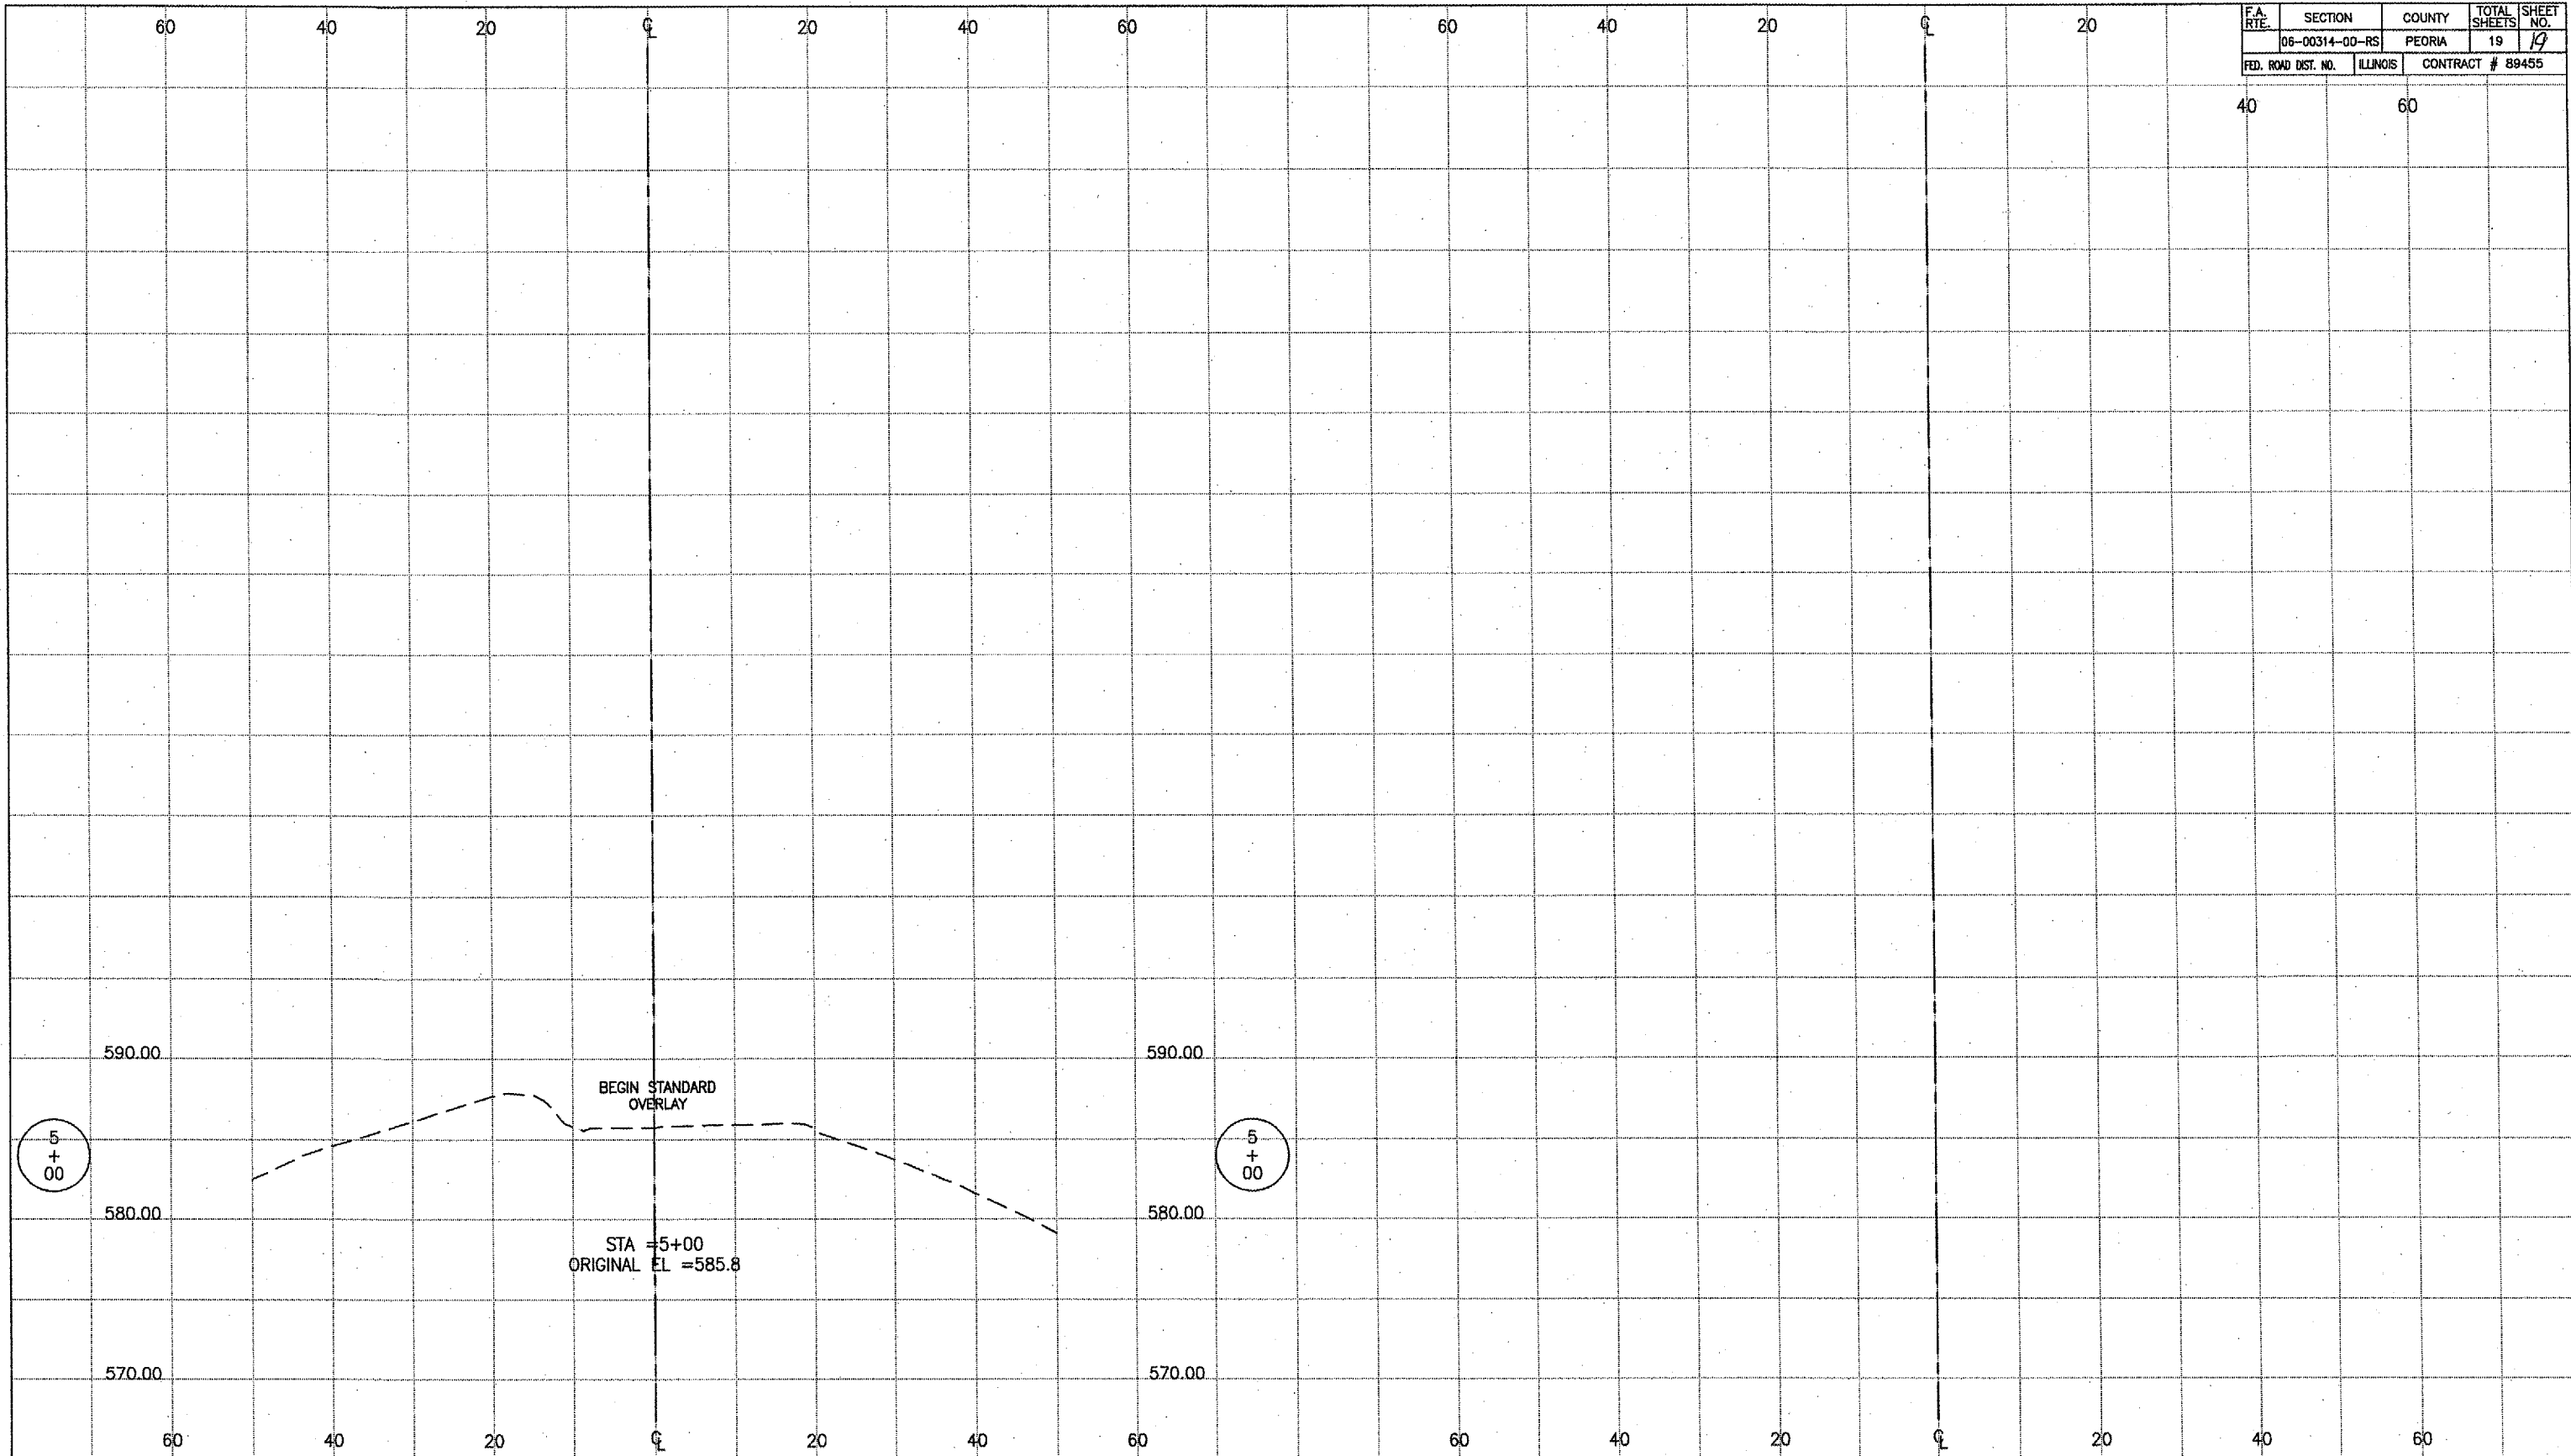 60 40 20 ℄ 20 40 60 60 40 20 ℄ 20
F.A. RTE. SECTION COUNTY TOTAL SHEETS SHEET NO.
06-00314-00-RS PEORIA 19 19
FED. ROAD DIST. NO. ILLINOIS CONTRACT # 89455
40 60
590.00 590.00
BEGIN STANDARD
OVERLAY
5
+
00
5
+
00
580.00 580.00
STA =5+00
ORIGINAL EL =585.8
570.00 570.00
60 40 20 ℄ 20 40 60 60 40 20 ℄ 20 40 60